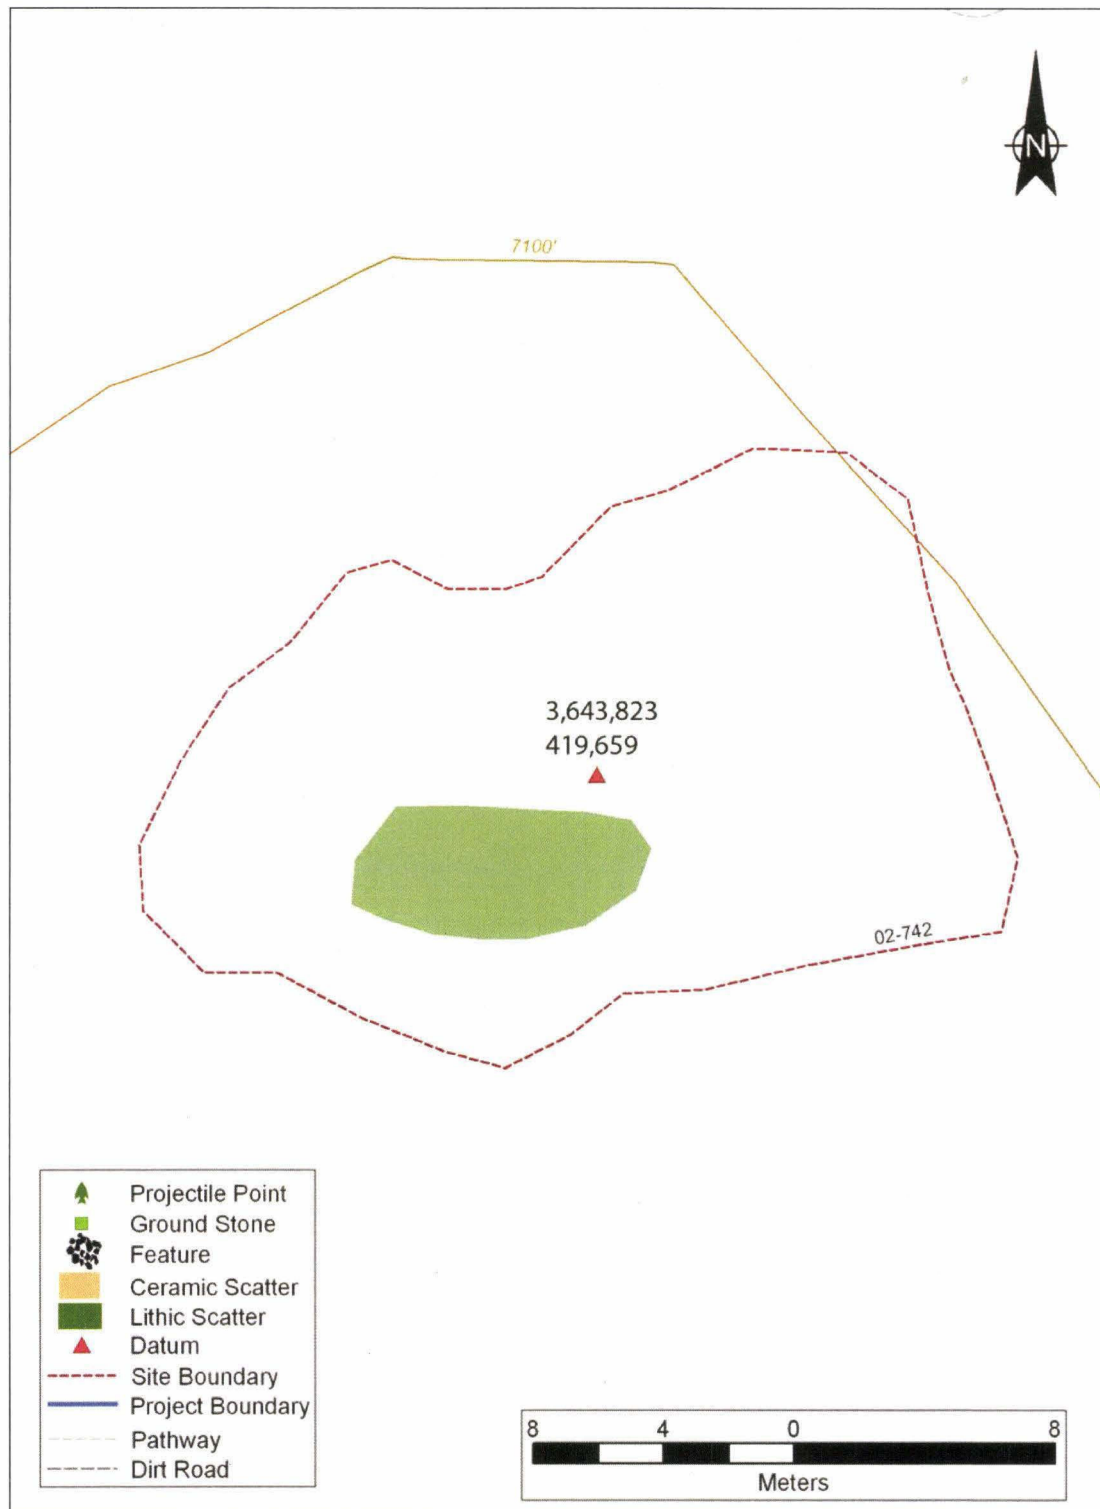 N
7100'
3,643,823
419,659
02-742
Projectile Point
Ground Stone
Feature
Ceramic Scatter
Lithic Scatter
Datum
Site Boundary
Project Boundary
Pathway
Dirt Road
8 4 0 8
Meters